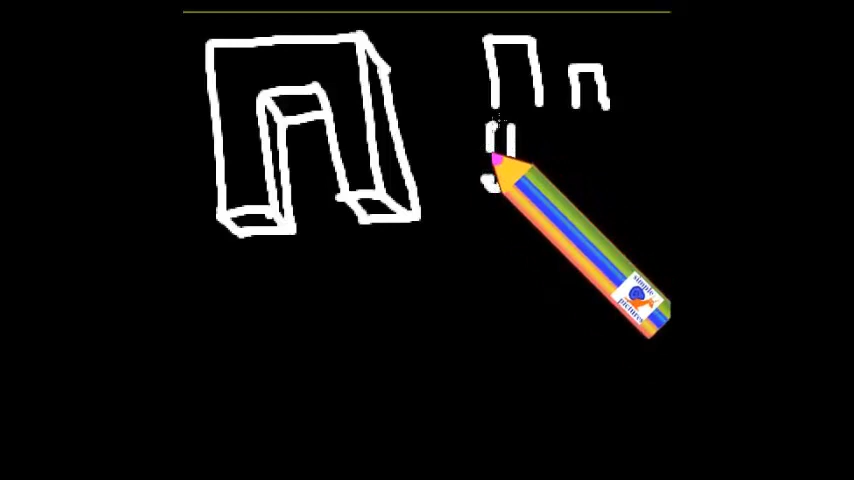 П П п
simple
pictures